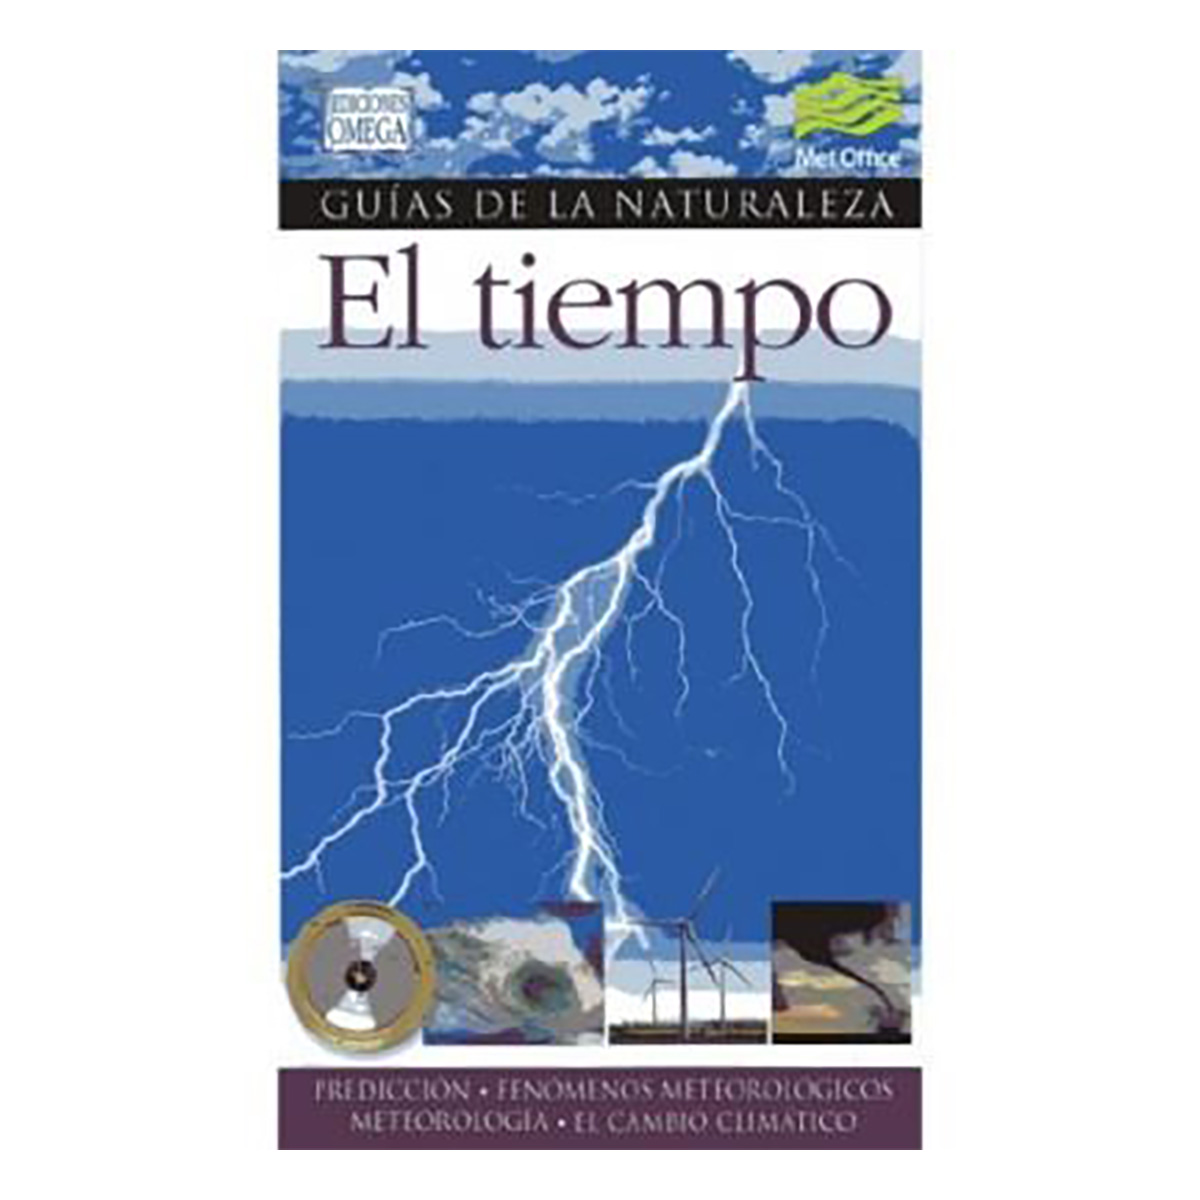 EDICIONES
OMEGA
Met Office
GUÍAS DE LA NATURALEZA
El tiempo
PREDICCIÓN • FENÓMENOS METEOROLÓGICOS
METEOROLOGÍA • EL CAMBIO CLIMÁTICO